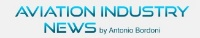 AVIATION INDUSTRY
NEWS by Antonio Bordoni